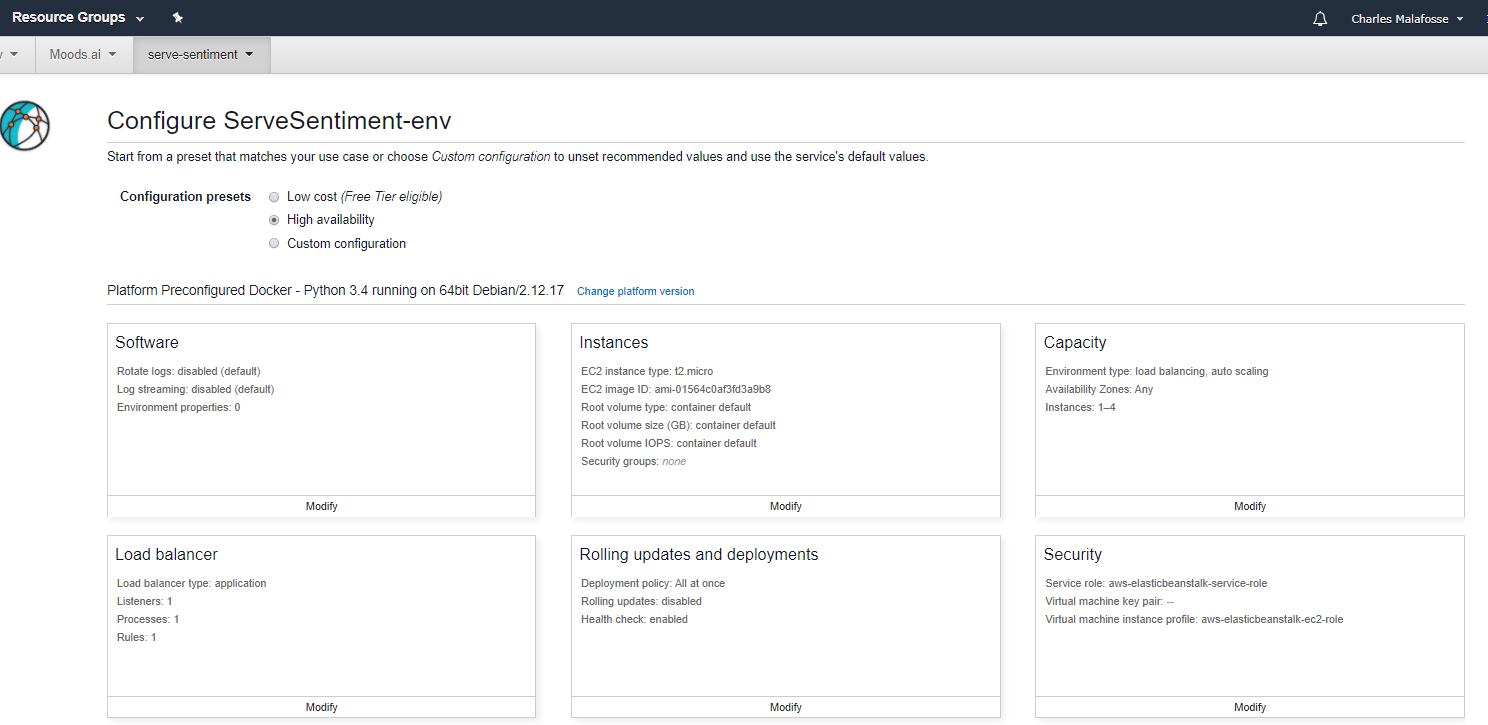 Resource Groups
Charles Malafosse
Moods.ai
serve-sentiment
Configure ServeSentiment-env
Start from a preset that matches your use case or choose Custom configuration to unset recommended values and use the service's default values.
Configuration presets
Low cost (Free Tier eligible)
High availability
Custom configuration
Platform Preconfigured Docker - Python 3.4 running on 64bit Debian/2.12.17 Change platform version
Software
Rotate logs: disabled (default)
Log streaming: disabled (default)
Environment properties: 0
Modify
Instances
EC2 instance type: t2.micro
EC2 image ID: ami-01564c0af3fd3a9b8
Root volume type: container default
Root volume size (GB): container default
Root volume IOPS: container default
Security groups: none
Modify
Capacity
Environment type: load balancing, auto scaling
Availability Zones: Any
Instances: 1–4
Modify
Load balancer
Load balancer type: application
Listeners: 1
Processes: 1
Rules: 1
Modify
Rolling updates and deployments
Deployment policy: All at once
Rolling updates: disabled
Health check: enabled
Modify
Security
Service role: aws-elasticbeanstalk-service-role
Virtual machine key pair: --
Virtual machine instance profile: aws-elasticbeanstalk-ec2-role
Modify